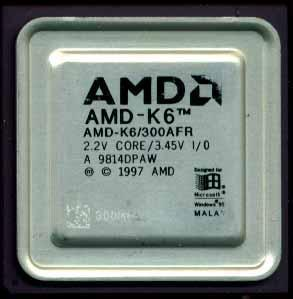 AMD
AMD-K6™
AMD-K6/300AFR
2.2V CORE/3.45V I/O
A 9814DPAW
Ⓜ © 1997 AMD
Designed for
Microsoft
Windows 95
MALAY